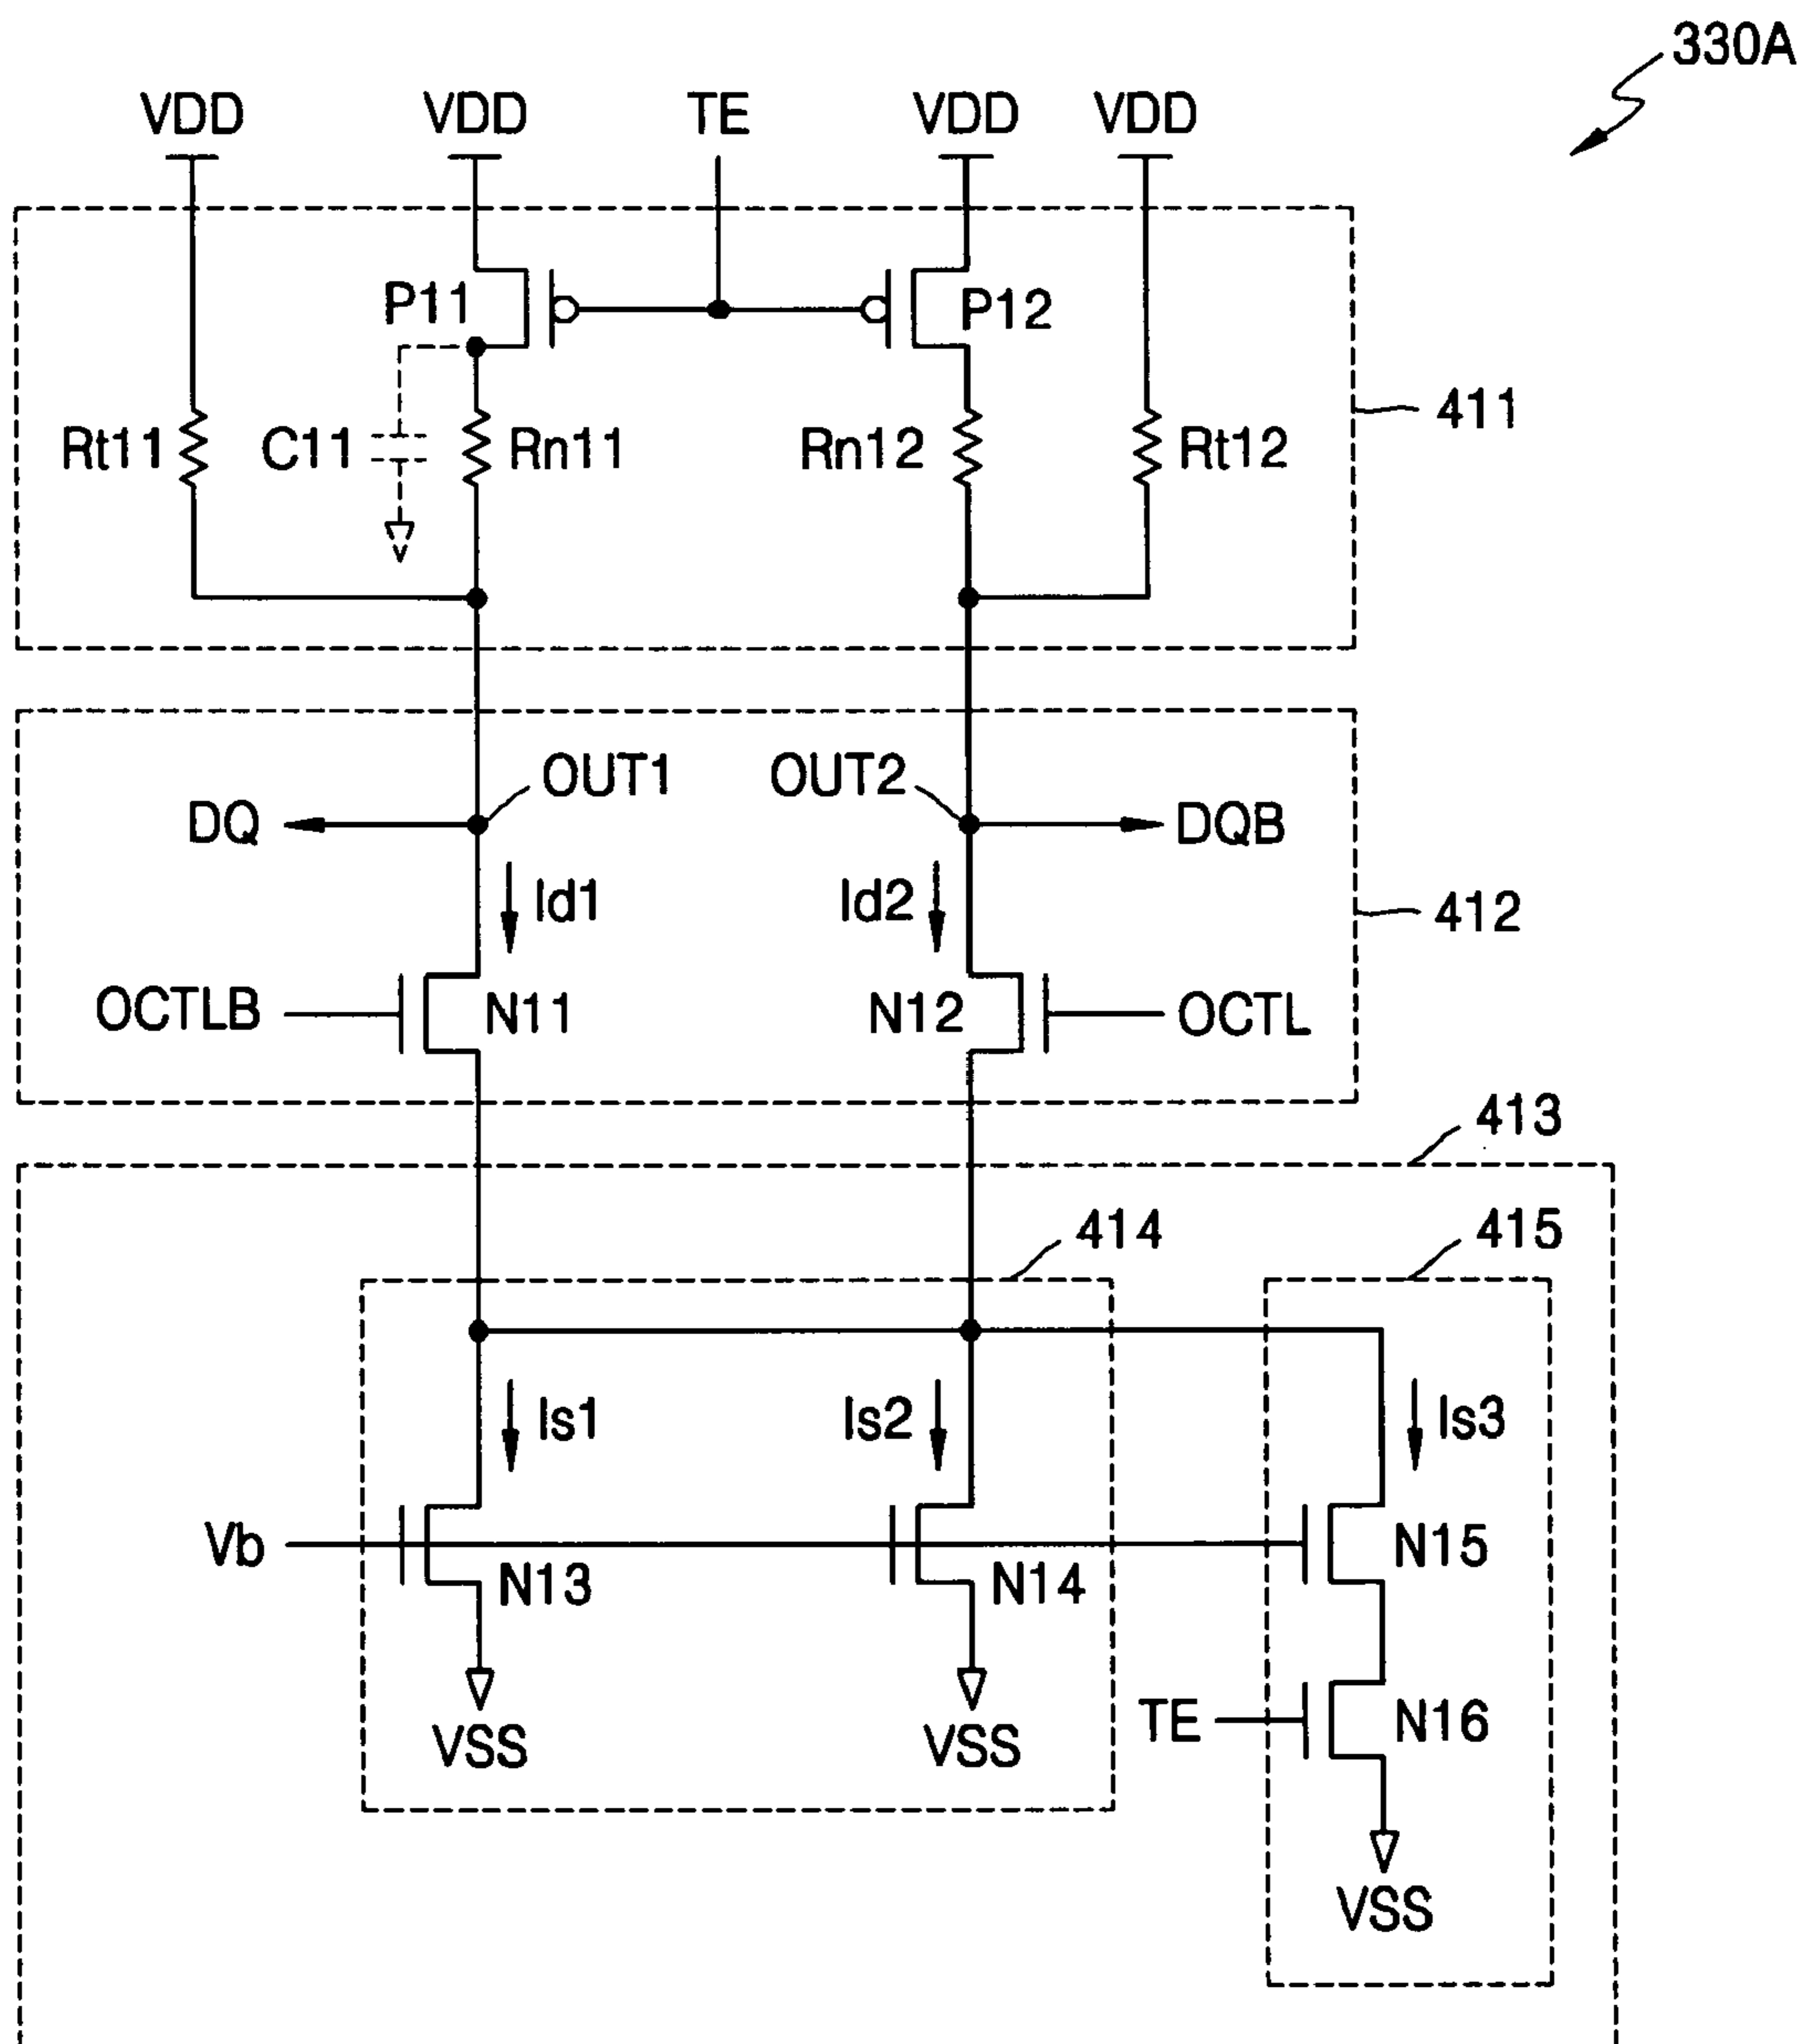 330A
VDD VDD TE VDD VDD
P11 P12
Rt11 C11 Rn11 Rn12 Rt12 411
OUT1 OUT2
DQ DQB
Id1 Id2 412
OCTLB N11 N12 OCTL
413
414 415
Is1 Is2 Is3
Vb N13 N14 N15
TE N16
VSS VSS
VSS